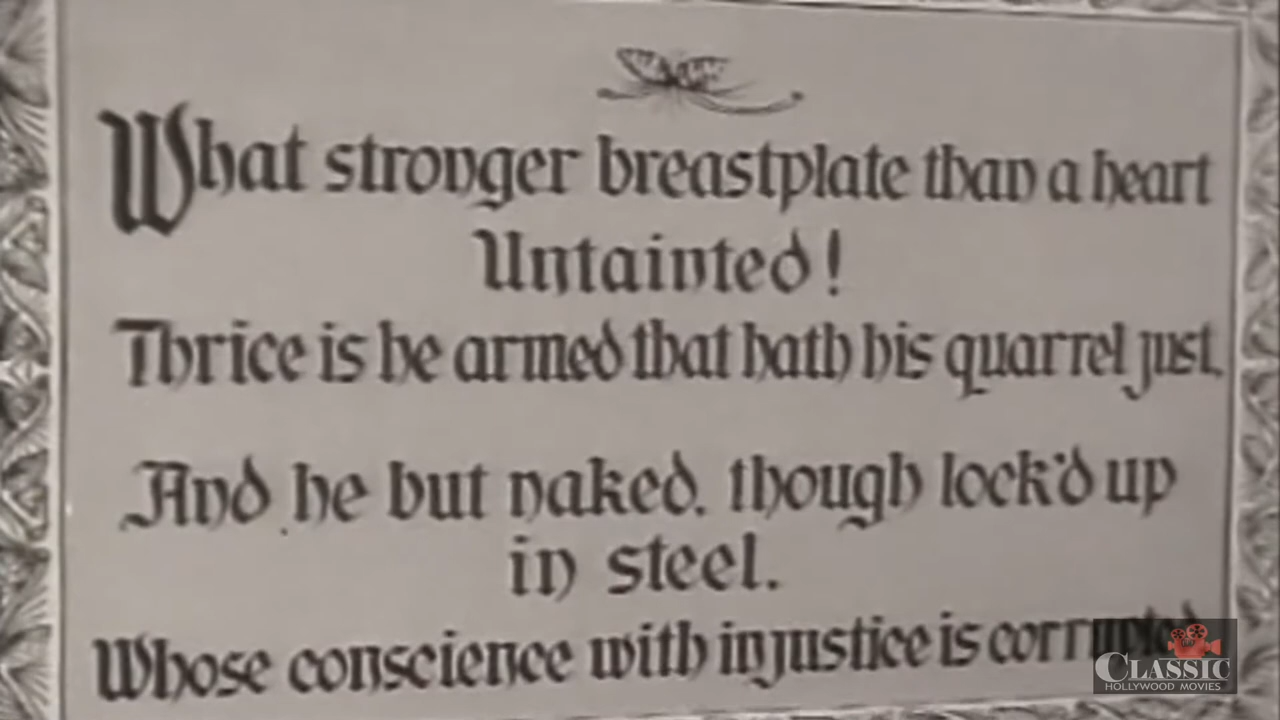 What stronger breastplate than a heart
Untainted!
Thrice is he armed that hath his quarrel just,
And he but naked, though lock'd up
in steel.
Whose conscience with injustice is corrupted.
CLASSIC
HOLLYWOOD MOVIES